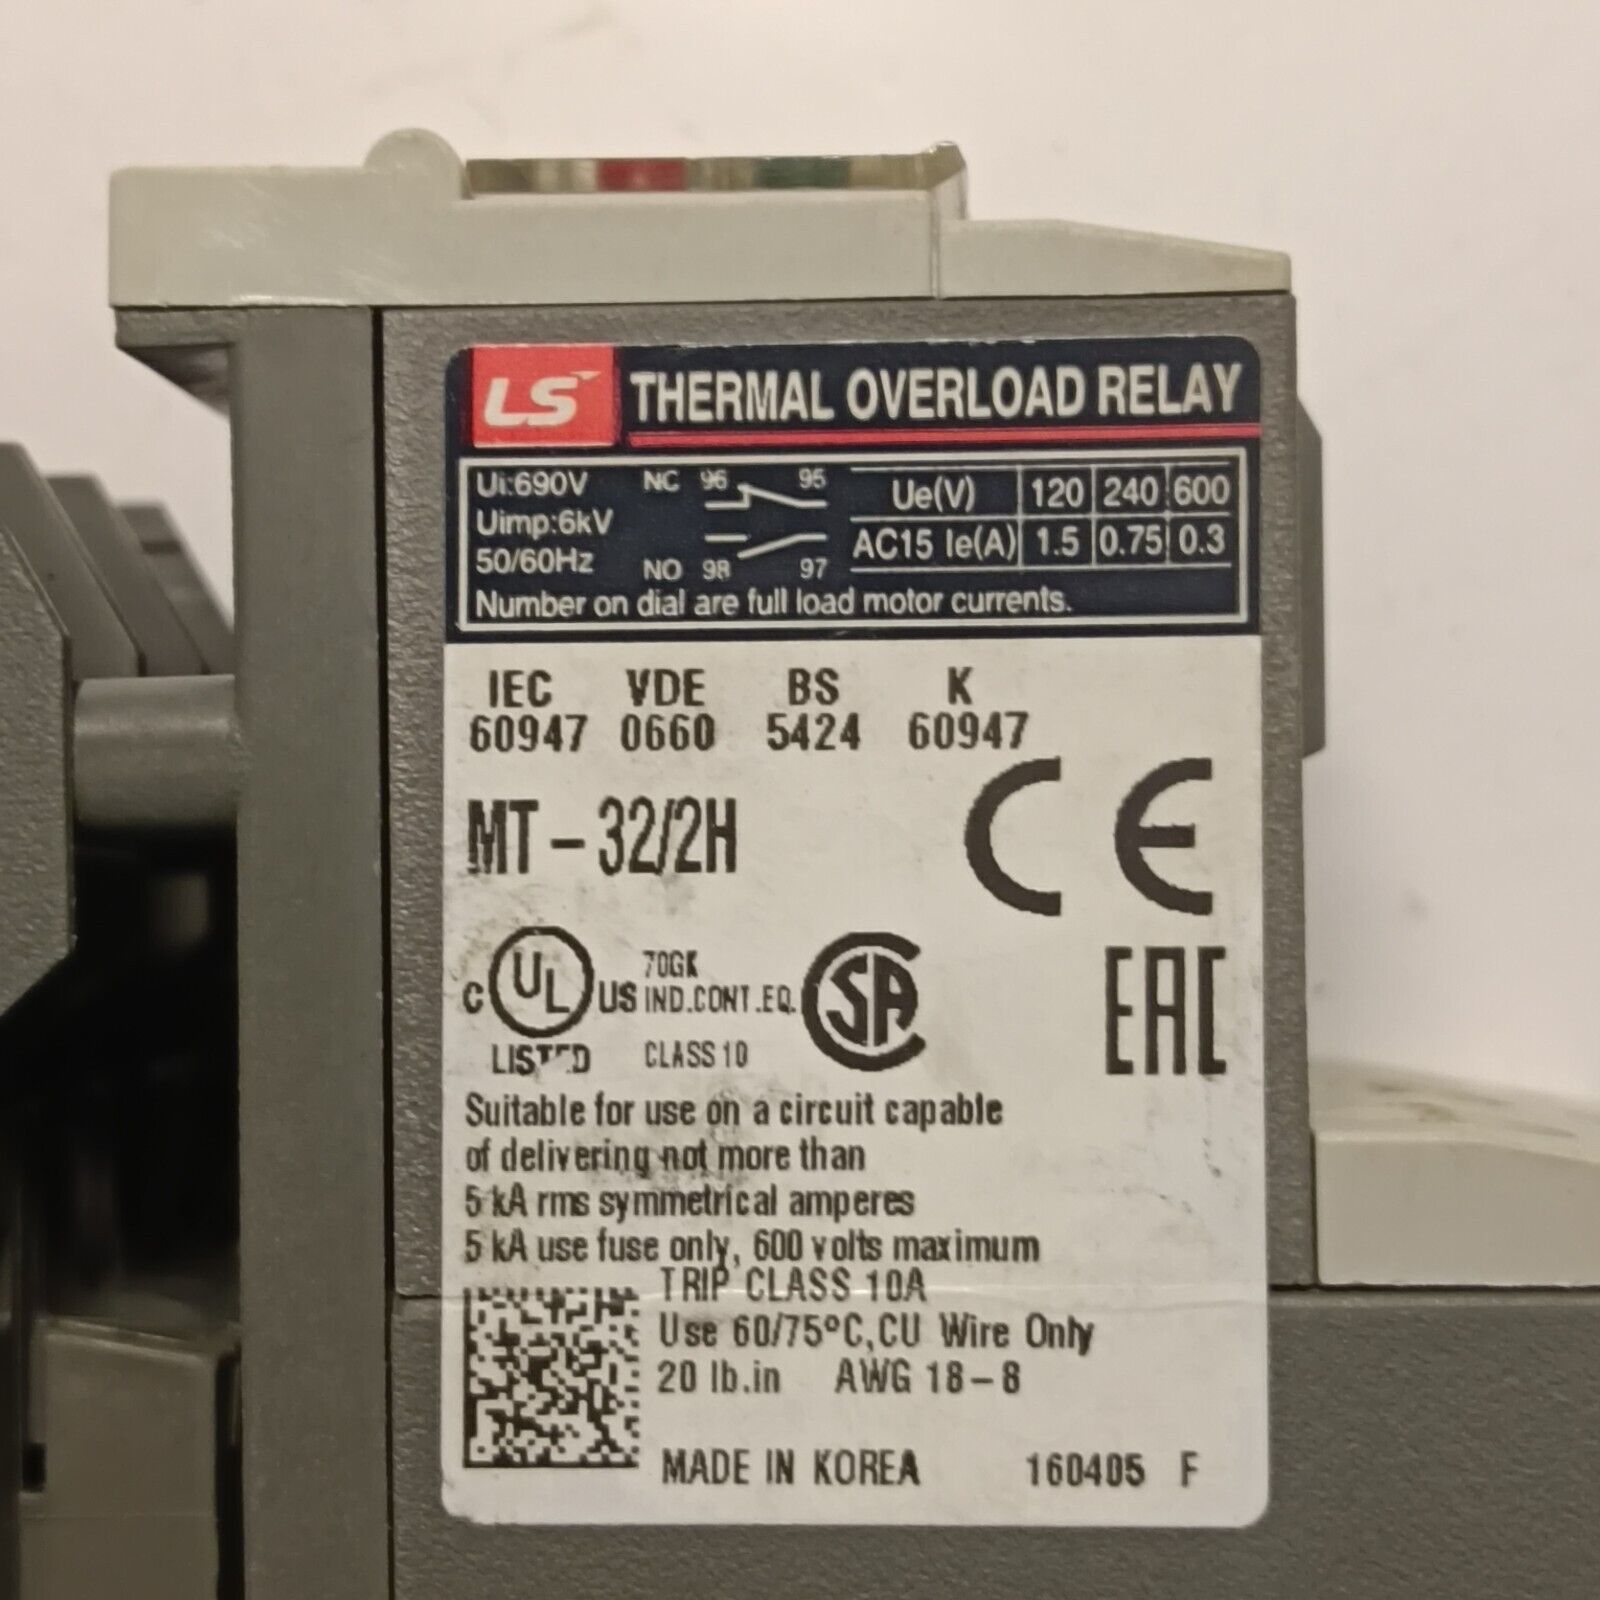 LS THERMAL OVERLOAD RELAY
Ui:690V NC 96 95 Ue(V) 120 240 600
Uimp:6kV
50/60Hz NO 98 97 AC15 Ie(A) 1.5 0.75 0.3
Number on dial are full load motor currents.
IEC VDE BS K
60947 0660 5424 60947
MT-32/2H CE
C UL US 70GK
IND.CONT.EQ. SA
LISTED CLASS 10 EAC
Suitable for use on a circuit capable
of delivering not more than
5 kA rms symmetrical amperes
5 kA use fuse only, 600 volts maximum
TRIP CLASS 10A
Use 60/75°C,CU Wire Only
20 lb.in AWG 18-8
MADE IN KOREA 160405 F